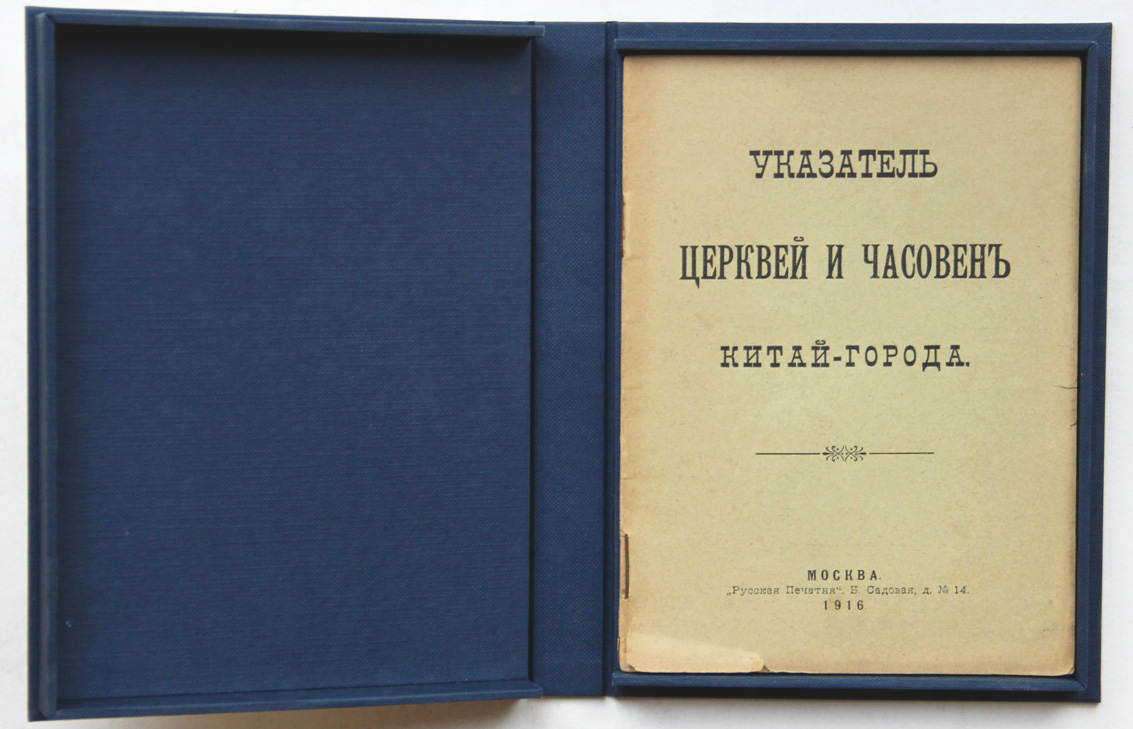 УКАЗАТЕЛЬ
ЦЕРКВЕЙ И ЧАСОВЕНЪ
КИТАЙ-ГОРОДА.
МОСКВА.
„Русская Печатня“, Б. Садовая, д. № 14.
1916